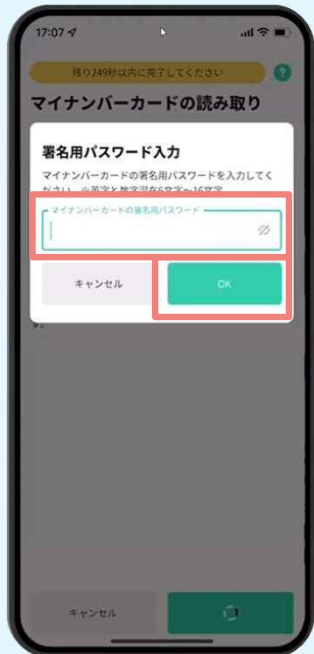 17:07
残り249秒以内に完了してください
?
マイナンバーカードの読み取り
署名用パスワード入力
マイナンバーカードの署名用パスワードを入力してく
ださい。※英字と数字混在6文字～16文字
マイナンバーカードの署名用パスワード
キャンセル
OK
す。
キャンセル